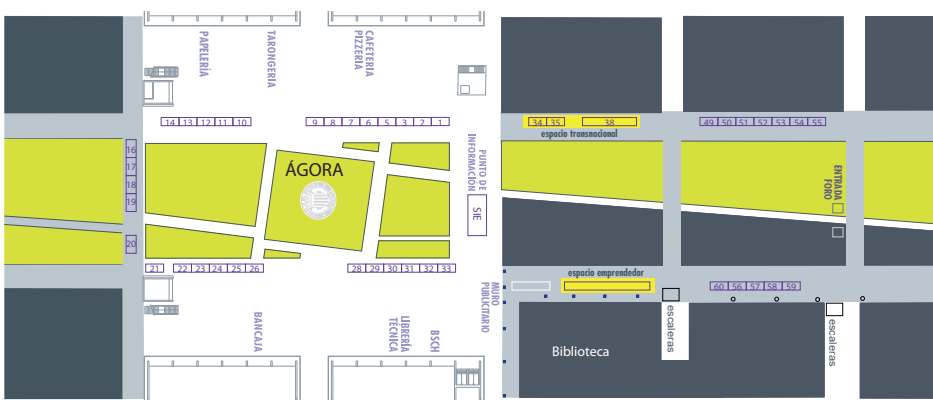 PAPELERÍA
TARONGERIA
CAFETERIA
PIZZERIA
14 13 12 11 10
9 8 7 6 5 3 2 1
34 35 38
49 50 51 52 53 54 55
espacio transnacional
16
17
18
19
20
ÁGORA
PUNTO DE
INFORMACIÓN
SIE
ENTRADA
FORO
21 22 23 24 25 26
28 29 30 31 32 33
espacio emprendedor
60 56 57 58 59
MURO
PUBLICITARIO
BANCAJA
LIBRERÍA
TÉCNICA
BSCH
escaleras
escaleras
Biblioteca